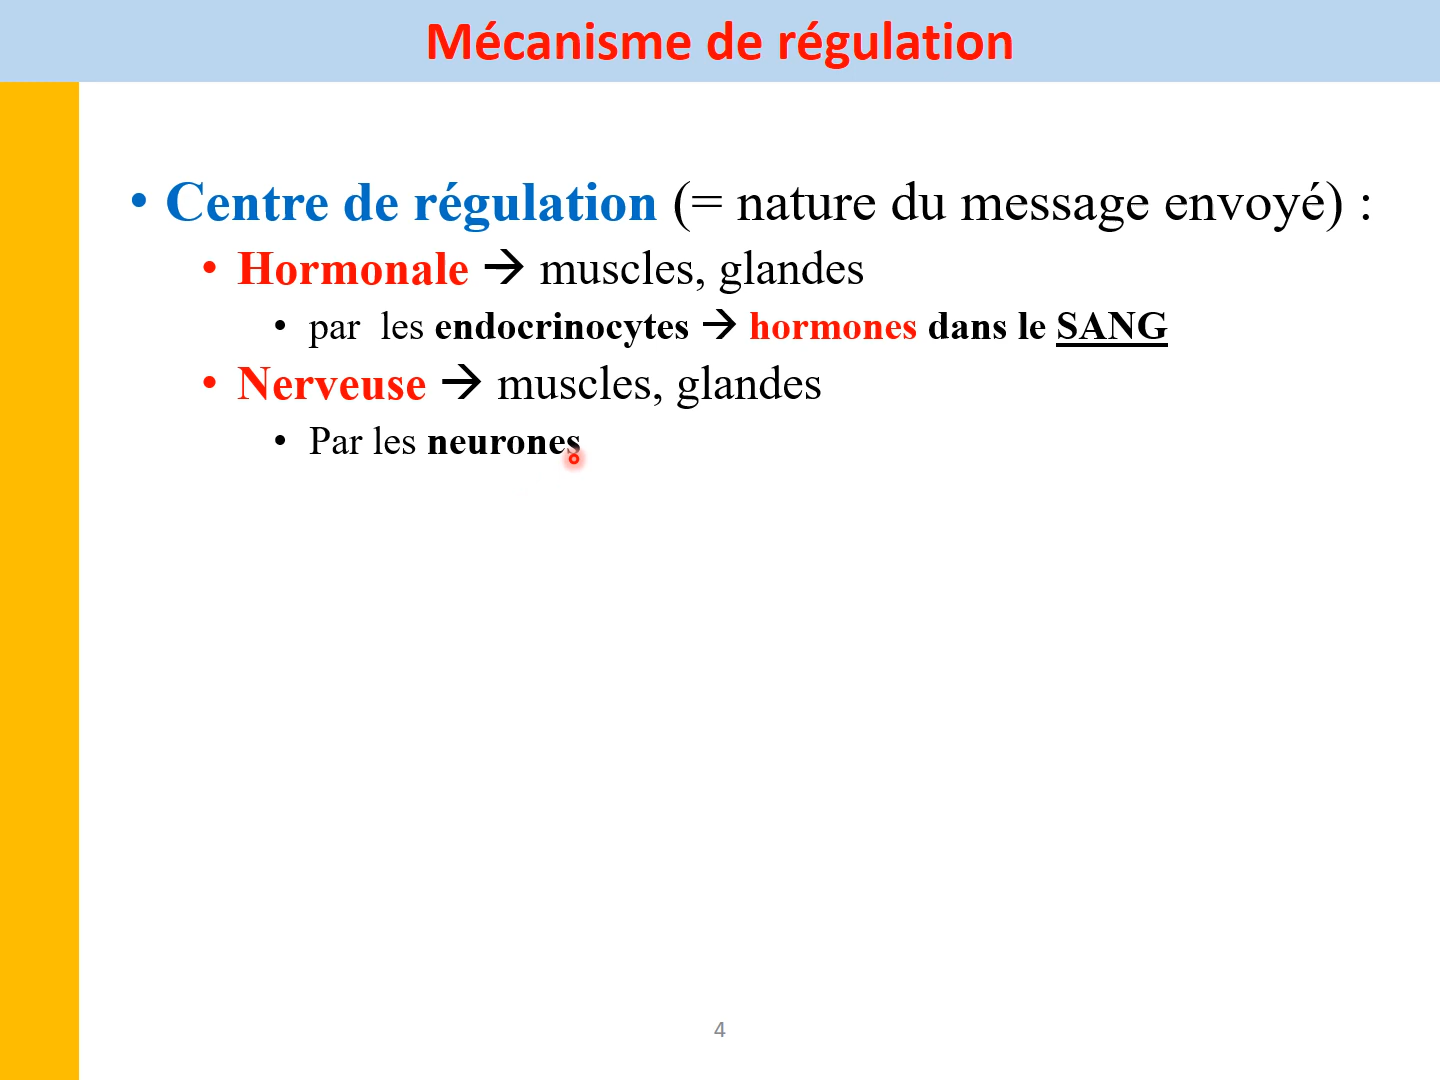 Mécanisme de régulation
• Centre de régulation (= nature du message envoyé) :
• Hormonale → muscles, glandes
• par les endocrinocytes → hormones dans le SANG
• Nerveuse → muscles, glandes
• Par les neurones
4